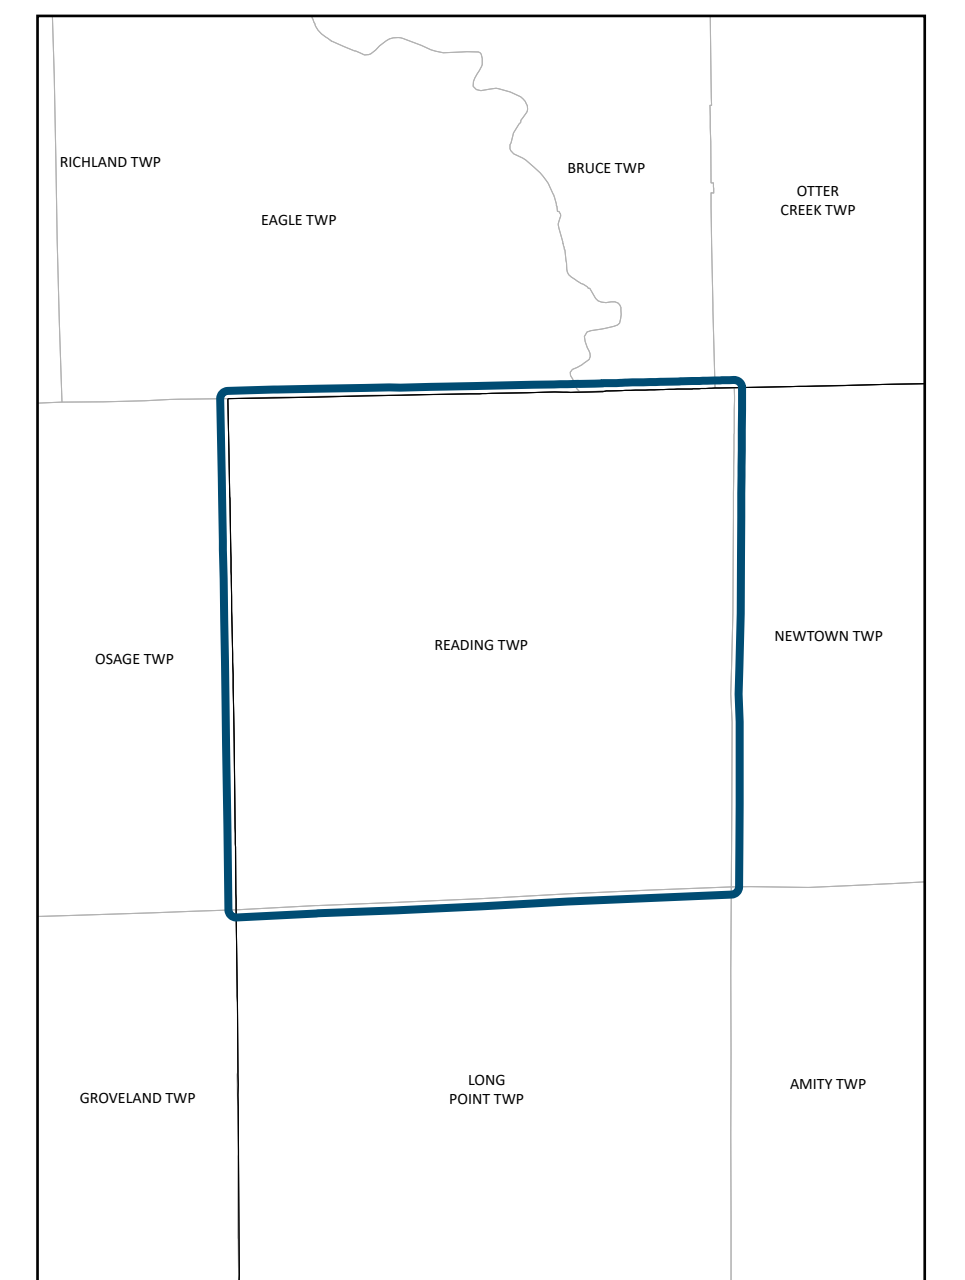 RICHLAND TWP
BRUCE TWP
EAGLE TWP
OTTER
CREEK TWP
READING TWP
NEWTOWN TWP
OSAGE TWP
LONG
POINT TWP
GROVELAND TWP
AMITY TWP